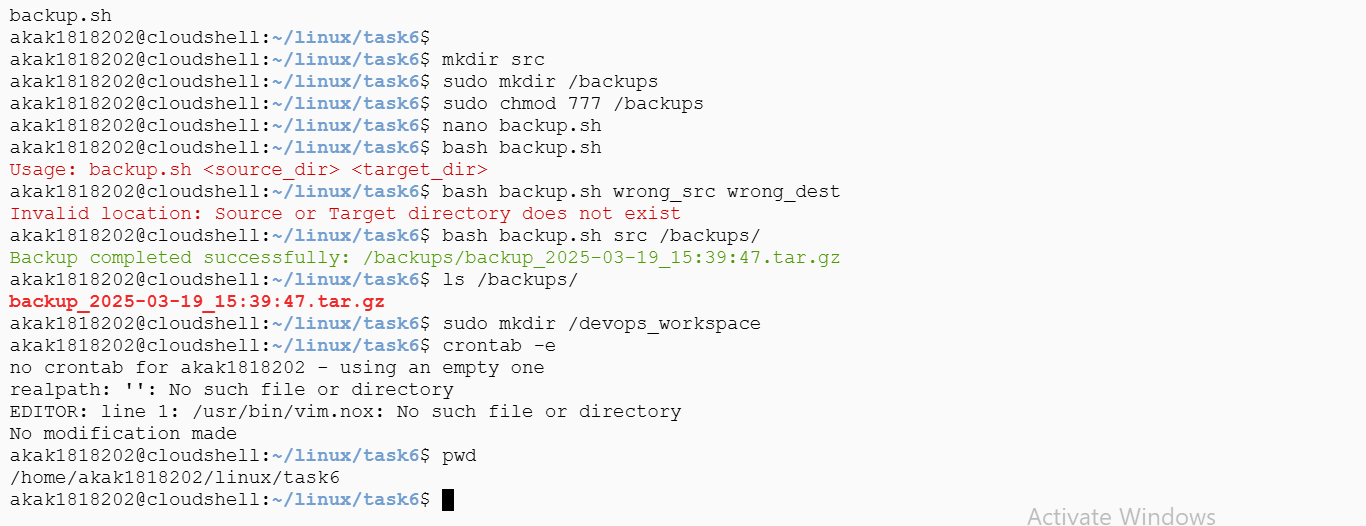 backup.sh
akak1818202@cloudshell:~/linux/task6$
akak1818202@cloudshell:~/linux/task6$ mkdir src
akak1818202@cloudshell:~/linux/task6$ sudo mkdir /backups
akak1818202@cloudshell:~/linux/task6$ sudo chmod 777 /backups
akak1818202@cloudshell:~/linux/task6$ nano backup.sh
akak1818202@cloudshell:~/linux/task6$ bash backup.sh
Usage: backup.sh <source_dir> <target_dir>
akak1818202@cloudshell:~/linux/task6$ bash backup.sh wrong_src wrong_dest
Invalid location: Source or Target directory does not exist
akak1818202@cloudshell:~/linux/task6$ bash backup.sh src /backups/
Backup completed successfully: /backups/backup_2025-03-19_15:39:47.tar.gz
akak1818202@cloudshell:~/linux/task6$ ls /backups/
backup_2025-03-19_15:39:47.tar.gz
akak1818202@cloudshell:~/linux/task6$ sudo mkdir /devops_workspace
akak1818202@cloudshell:~/linux/task6$ crontab -e
no crontab for akak1818202 - using an empty one
realpath: '': No such file or directory
EDITOR: line 1: /usr/bin/vim.nox: No such file or directory
No modification made
akak1818202@cloudshell:~/linux/task6$ pwd
/home/akak1818202/linux/task6
akak1818202@cloudshell:~/linux/task6$
Activate Windows